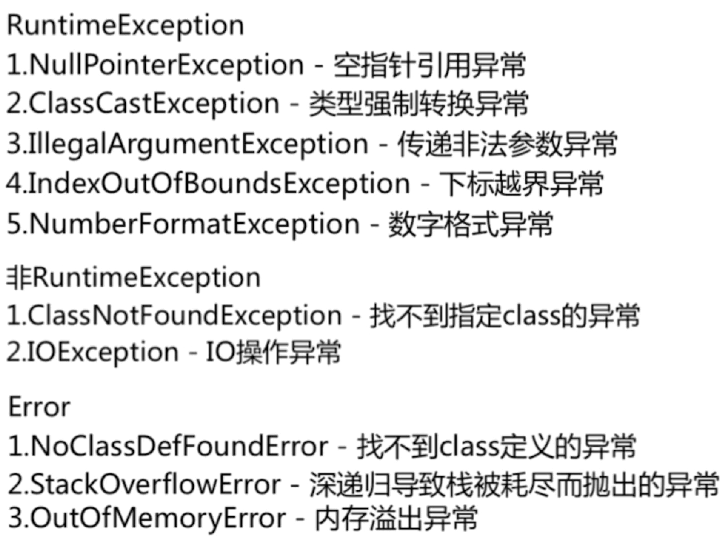 RuntimeException
1.NullPointerException - 空指针引用异常
2.ClassCastException - 类型强制转换异常
3.IllegalArgumentException - 传递非法参数异常
4.IndexOutOfBoundsException - 下标越界异常
5.NumberFormatException - 数字格式异常
非RuntimeException
1.ClassNotFoundException - 找不到指定class的异常
2.IOException - IO操作异常
Error
1.NoClassDefFoundError - 找不到class定义的异常
2.StackOverflowError - 深递归导致栈被耗尽而抛出的异常
3.OutOfMemoryError - 内存溢出异常